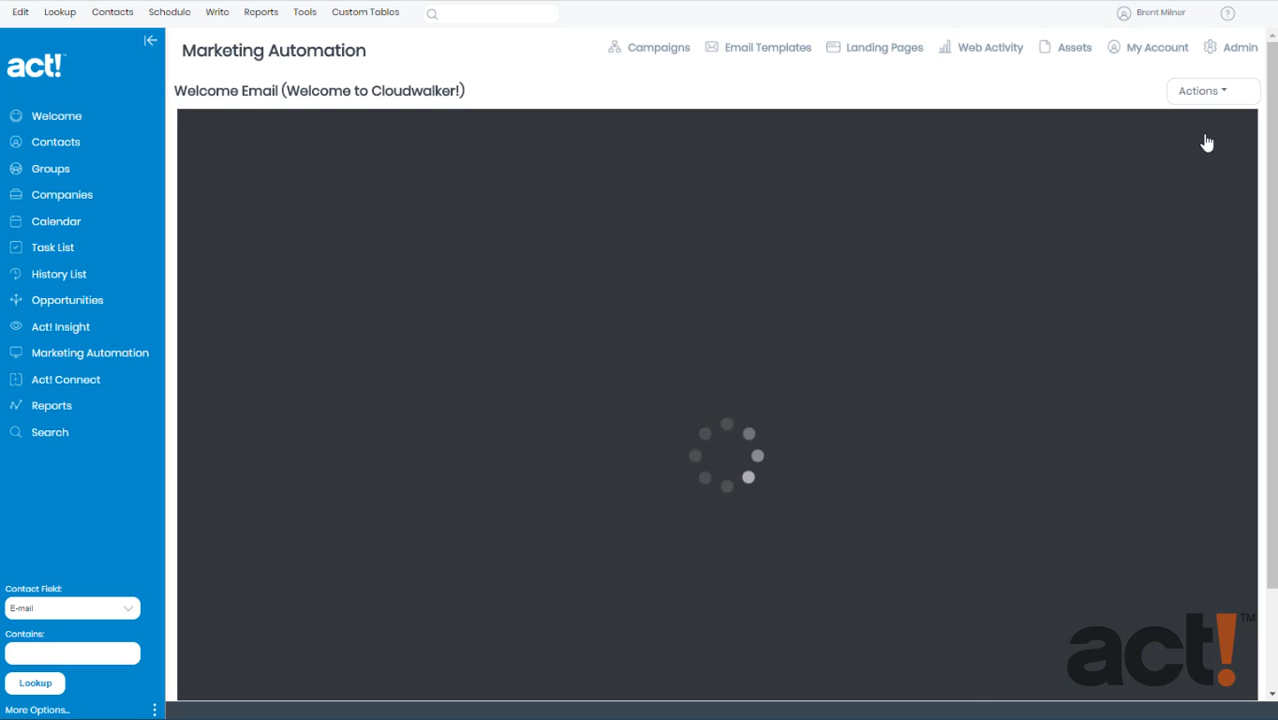 Edit Lookup Contacts Schedule Write Reports Tools Custom Tables Brent Milner ?
act!
Marketing Automation
Campaigns Email Templates Landing Pages Web Activity Assets My Account Admin
Welcome Email (Welcome to Cloudwalker!)
Actions
Welcome
Contacts
Groups
Companies
Calendar
Task List
History List
Opportunities
Act! Insight
Marketing Automation
Act! Connect
Reports
Search
Contact Field:
E-mail
Contains:
Lookup
More Options...
act!™